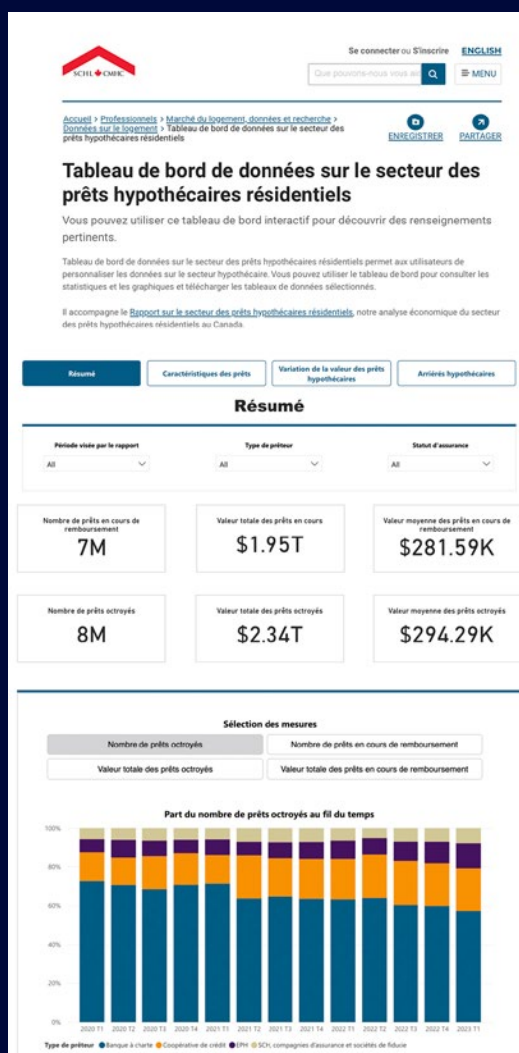 SCHL CMHC
Se connecter ou S'inscrire ENGLISH
Que pouvons-nous vous aid
MENU
Accueil > Professionnels > Marché du logement, données et recherche >
Données sur le logement > Tableau de bord de données sur le secteur des
prêts hypothécaires résidentiels
ENREGISTRER PARTAGER
Tableau de bord de données sur le secteur des
prêts hypothécaires résidentiels
Vous pouvez utiliser ce tableau de bord interactif pour découvrir des renseignements
pertinents.
Tableau de bord de données sur le secteur des prêts hypothécaires résidentiels permet aux utilisateurs de
personnaliser les données sur le secteur hypothécaire. Vous pouvez utiliser le tableau de bord pour consulter les
statistiques et les graphiques et télécharger les tableaux de données sélectionnés.
Il accompagne le Rapport sur le secteur des prêts hypothécaires résidentiels, notre analyse économique du secteur
des prêts hypothécaires résidentiels au Canada.
Résumé
Caractéristiques des prêts
Variation de la valeur des prêts
hypothécaires
Arriérés hypothécaires
Résumé
Période visée par le rapport
Type de prêteur
Statut d'assurance
All All All
Nombre de prêts en cours de
remboursement
7M
Valeur totale des prêts en cours
$1.95T
Valeur moyenne des prêts en cours de
remboursement
$281.59K
Nombre de prêts octroyés
8M
Valeur totale des prêts octroyés
$2.34T
Valeur moyenne des prêts octroyés
$294.29K
Sélection des mesures
Nombre de prêts octroyés
Nombre de prêts en cours de remboursement
Valeur totale des prêts octroyés
Valeur totale des prêts en cours de remboursement
Part du nombre de prêts octroyés au fil du temps
100%
80%
60%
40%
20%
0%
2020 T1 2020 T2 2020 T3 2020 T4 2021 T1 2021 T2 2021 T3 2021 T4 2022 T1 2022 T2 2022 T3 2022 T4 2023 T1
Type de prêteur Banque à charte Coopérative de crédit EPH SCH, compagnies d'assurance et sociétés de fiducie